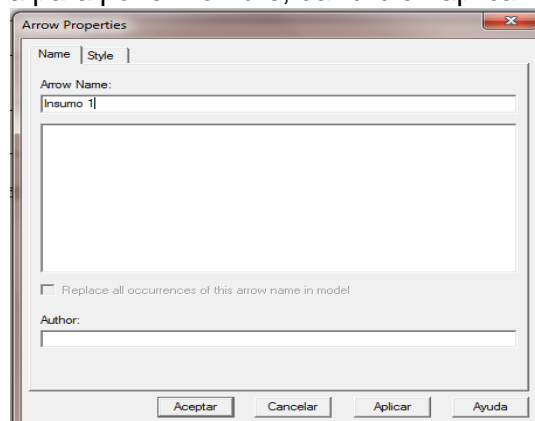 Arrow Properties
Name Style
Arrow Name:
Insumo 1
Replace all occurrences of this arrow name in model
Author:
Aceptar Cancelar Aplicar Ayuda